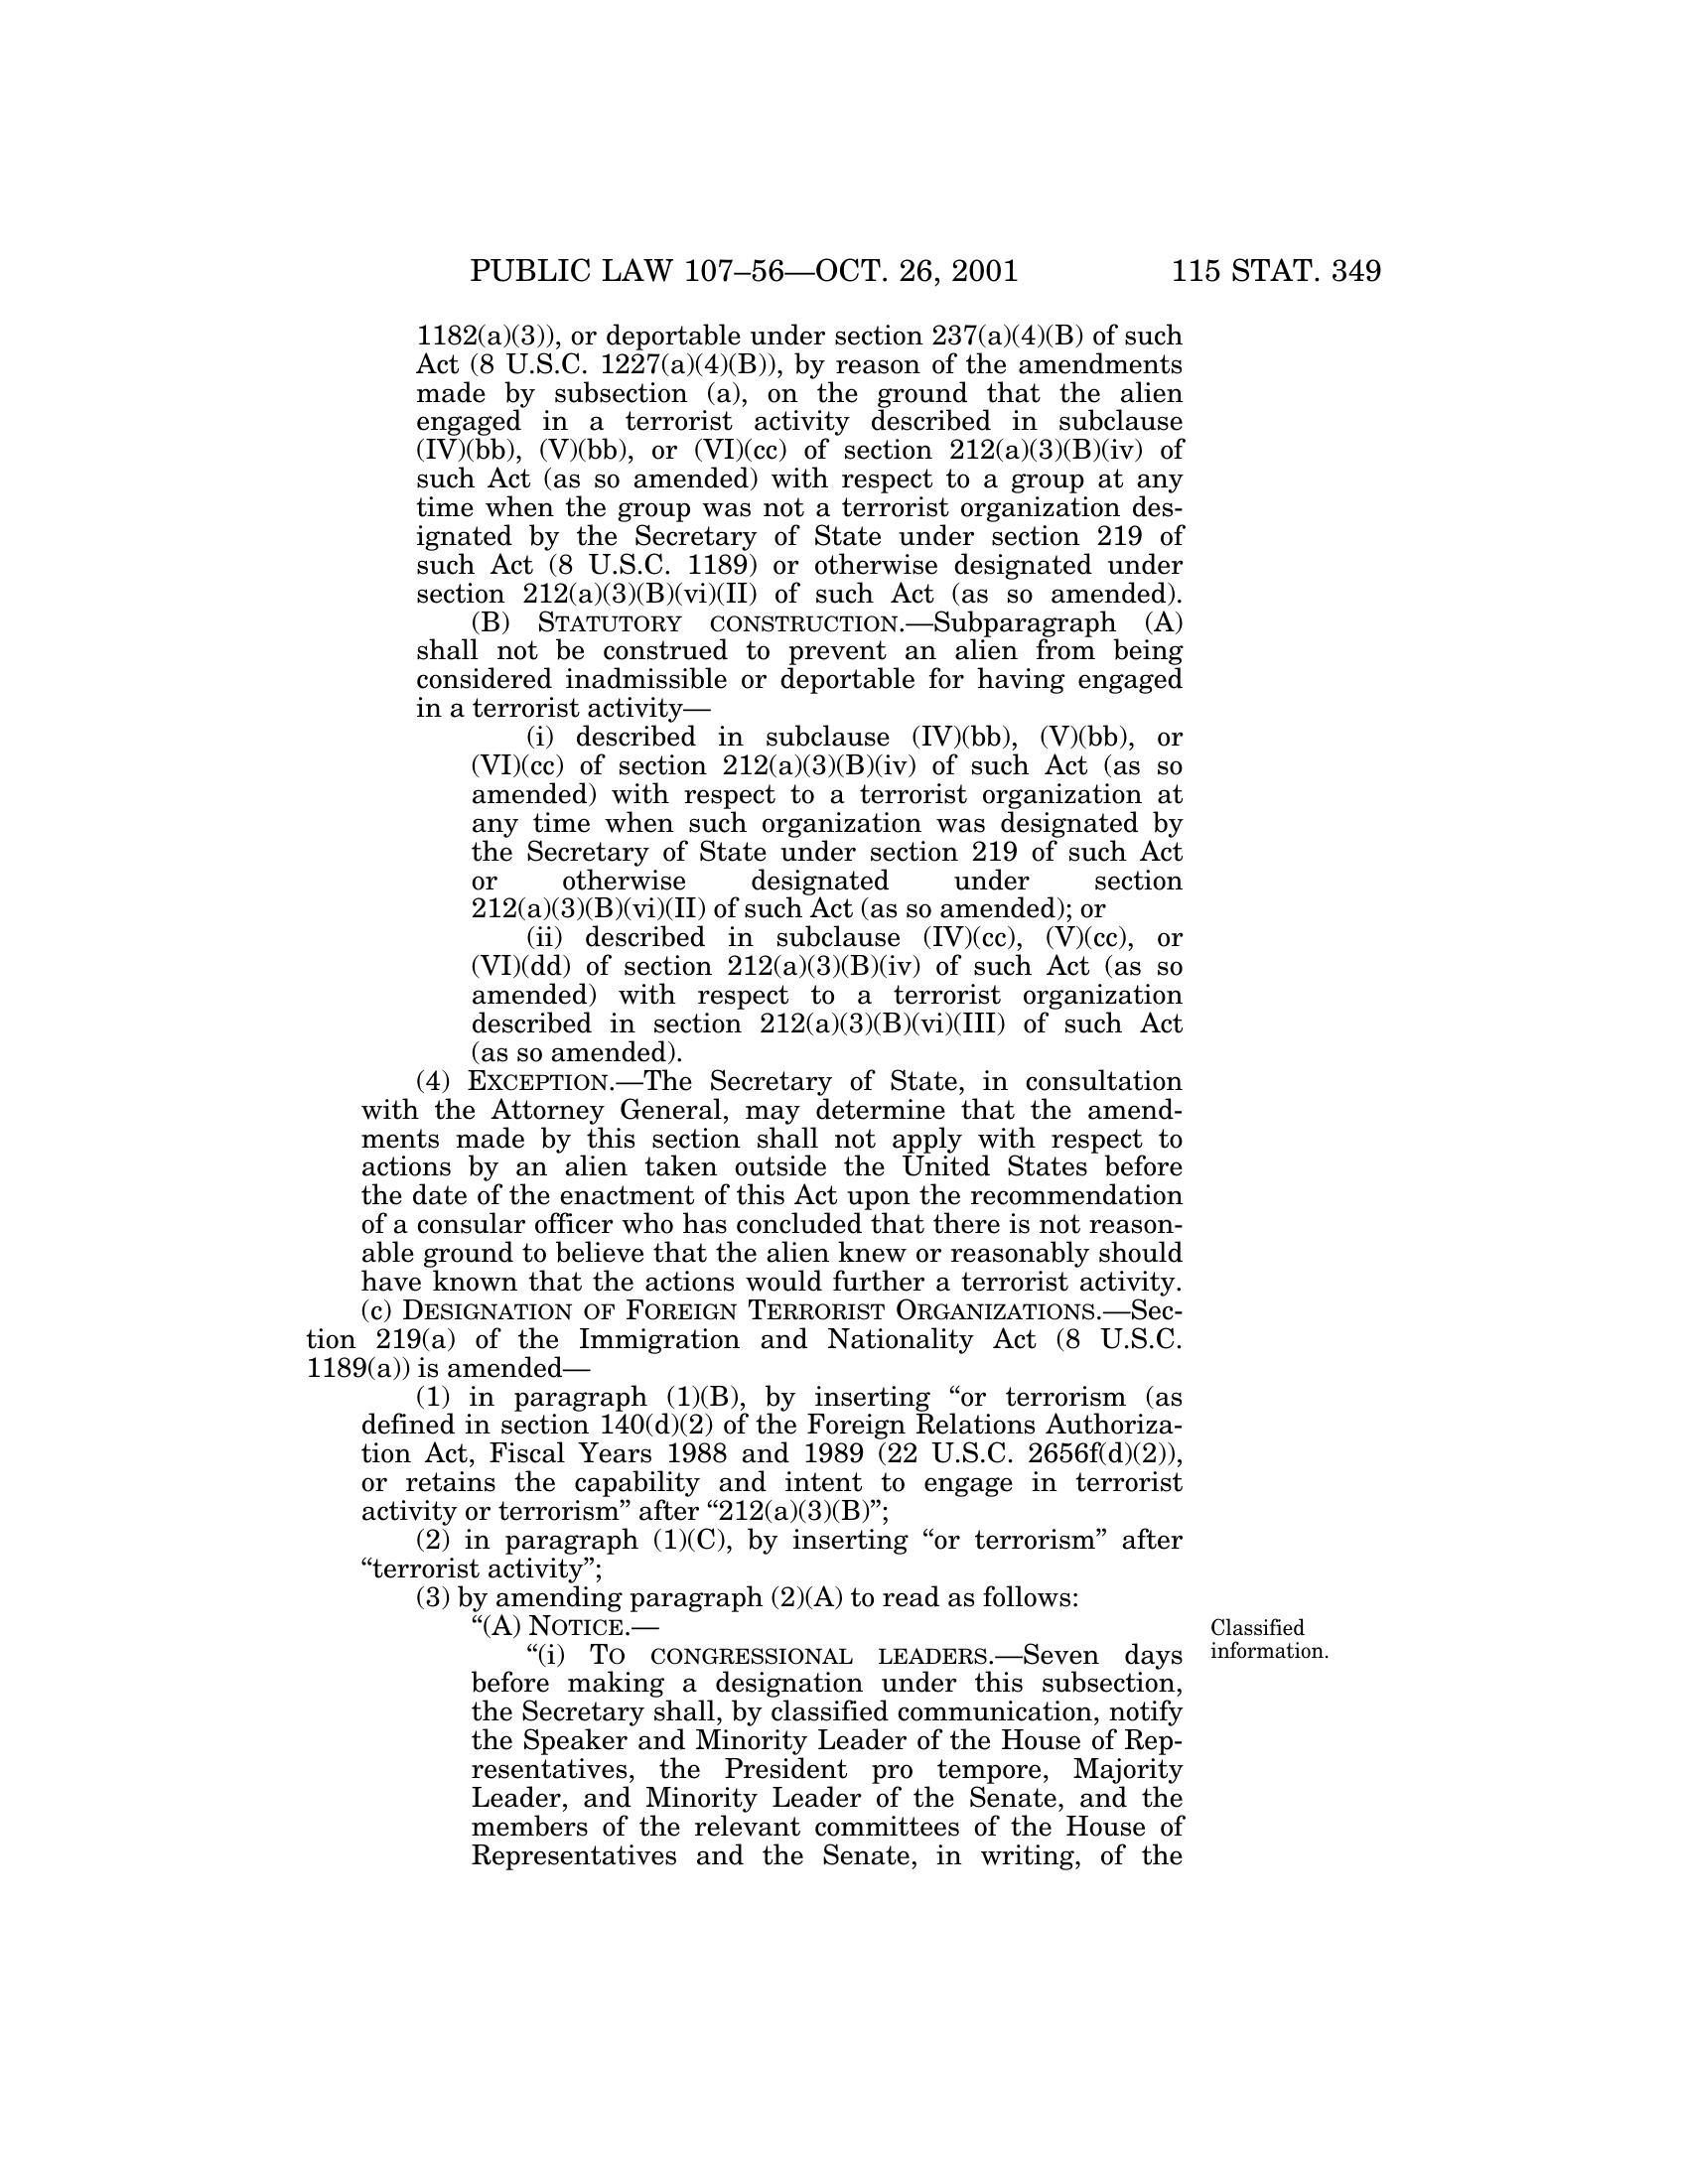 PUBLIC LAW 107–56—OCT. 26, 2001 115 STAT. 349
1182(a)(3)), or deportable under section 237(a)(4)(B) of such
Act (8 U.S.C. 1227(a)(4)(B)), by reason of the amendments
made by subsection (a), on the ground that the alien
engaged in a terrorist activity described in subclause
(IV)(bb), (V)(bb), or (VI)(cc) of section 212(a)(3)(B)(iv) of
such Act (as so amended) with respect to a group at any
time when the group was not a terrorist organization des-
ignated by the Secretary of State under section 219 of
such Act (8 U.S.C. 1189) or otherwise designated under
section 212(a)(3)(B)(vi)(II) of such Act (as so amended).
(B) STATUTORY CONSTRUCTION.—Subparagraph (A)
shall not be construed to prevent an alien from being
considered inadmissible or deportable for having engaged
in a terrorist activity—
(i) described in subclause (IV)(bb), (V)(bb), or
(VI)(cc) of section 212(a)(3)(B)(iv) of such Act (as so
amended) with respect to a terrorist organization at
any time when such organization was designated by
the Secretary of State under section 219 of such Act
or otherwise designated under section
212(a)(3)(B)(vi)(II) of such Act (as so amended); or
(ii) described in subclause (IV)(cc), (V)(cc), or
(VI)(dd) of section 212(a)(3)(B)(iv) of such Act (as so
amended) with respect to a terrorist organization
described in section 212(a)(3)(B)(vi)(III) of such Act
(as so amended).
(4) EXCEPTION.—The Secretary of State, in consultation
with the Attorney General, may determine that the amend-
ments made by this section shall not apply with respect to
actions by an alien taken outside the United States before
the date of the enactment of this Act upon the recommendation
of a consular officer who has concluded that there is not reason-
able ground to believe that the alien knew or reasonably should
have known that the actions would further a terrorist activity.
(c) DESIGNATION OF FOREIGN TERRORIST ORGANIZATIONS.—Sec-
tion 219(a) of the Immigration and Nationality Act (8 U.S.C.
1189(a)) is amended—
(1) in paragraph (1)(B), by inserting “or terrorism (as
defined in section 140(d)(2) of the Foreign Relations Authoriza-
tion Act, Fiscal Years 1988 and 1989 (22 U.S.C. 2656f(d)(2)),
or retains the capability and intent to engage in terrorist
activity or terrorism” after “212(a)(3)(B)”;
(2) in paragraph (1)(C), by inserting “or terrorism” after
“terrorist activity”;
(3) by amending paragraph (2)(A) to read as follows:
“(A) NOTICE.—
“(i) TO CONGRESSIONAL LEADERS.—Seven days
before making a designation under this subsection,
the Secretary shall, by classified communication, notify
the Speaker and Minority Leader of the House of Rep-
resentatives, the President pro tempore, Majority
Leader, and Minority Leader of the Senate, and the
members of the relevant committees of the House of
Representatives and the Senate, in writing, of the
Classified
information.